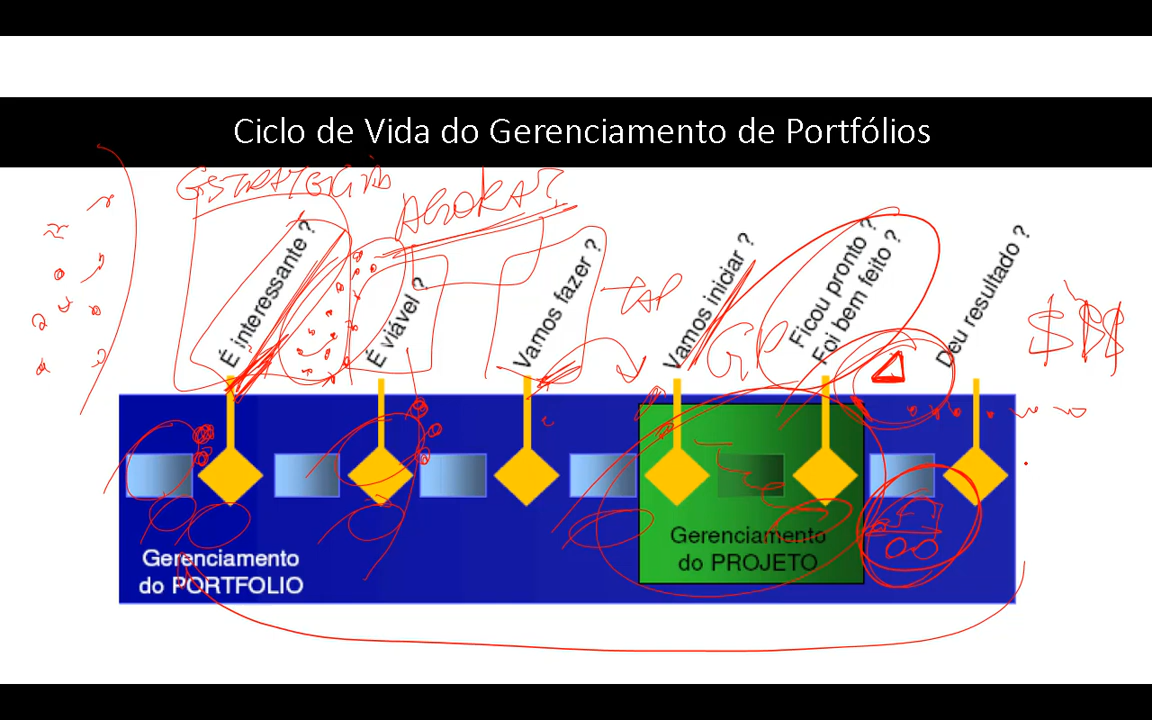 Ciclo de Vida do Gerenciamento de Portfólios
ESTRATEGIA
AGORA?
É interessante ?
É viável ?
Vamos fazer ?
TAP
Vamos iniciar ?
GP
Ficou pronto ?
Foi bem feito ?
Deu resultado ?
$$$
Gerenciamento
do PORTFOLIO
Gerenciamento
do PROJETO